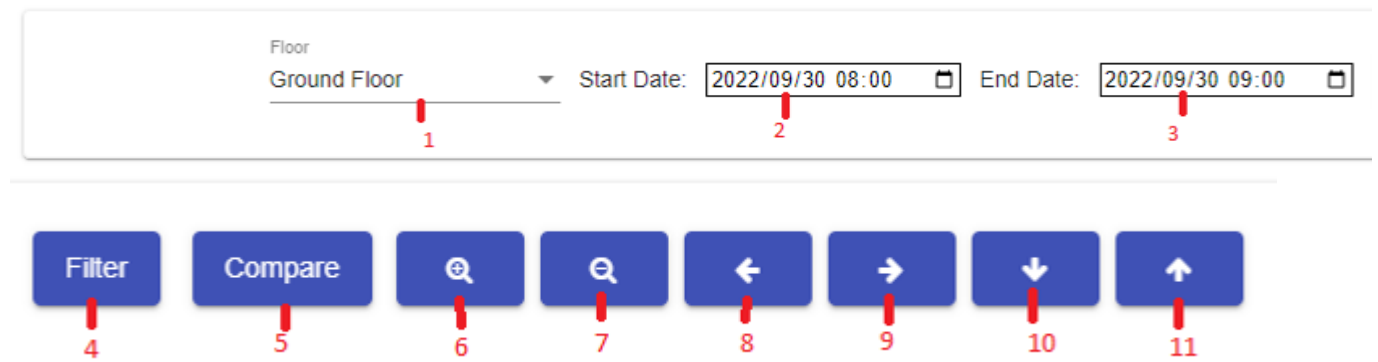 Floor
Ground Floor Start Date: 2022/09/30 08:00 End Date: 2022/09/30 09:00
1 2 3
Filter Compare
4 5 6 7 8 9 10 11